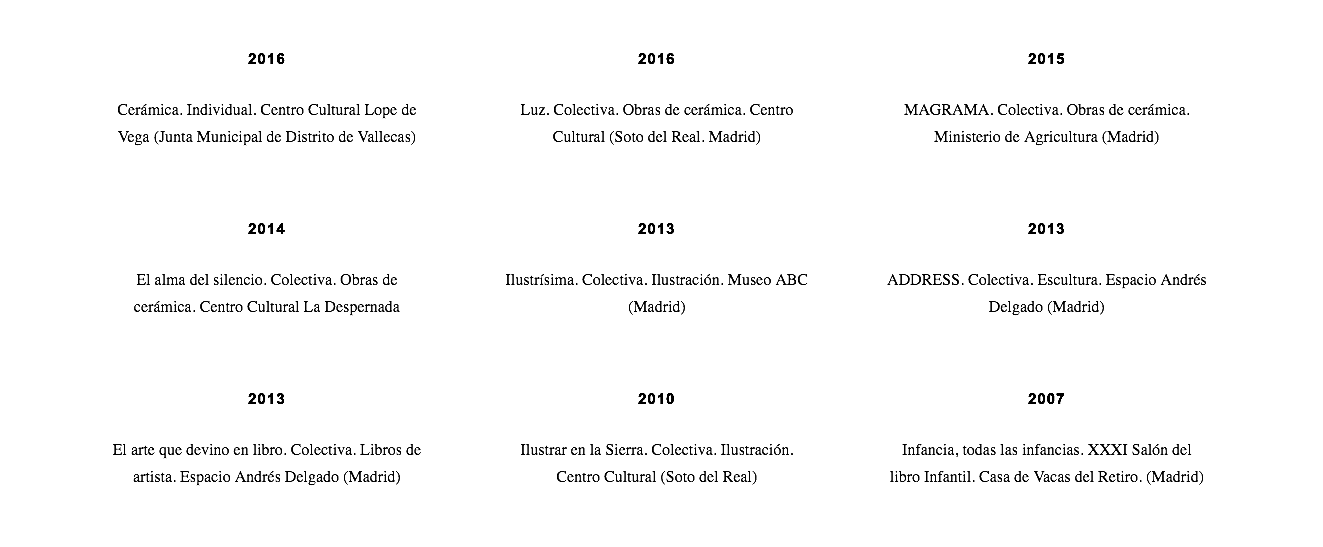 2016
Cerámica. Individual. Centro Cultural Lope de
Vega (Junta Municipal de Distrito de Vallecas)
2016
Luz. Colectiva. Obras de cerámica. Centro
Cultural (Soto del Real. Madrid)
2015
MAGRAMA. Colectiva. Obras de cerámica.
Ministerio de Agricultura (Madrid)
2014
El alma del silencio. Colectiva. Obras de
cerámica. Centro Cultural La Despernada
2013
Ilustrísima. Colectiva. Ilustración. Museo ABC
(Madrid)
2013
ADDRESS. Colectiva. Escultura. Espacio Andrés
Delgado (Madrid)
2013
El arte que devino en libro. Colectiva. Libros de
artista. Espacio Andrés Delgado (Madrid)
2010
Ilustrar en la Sierra. Colectiva. Ilustración.
Centro Cultural (Soto del Real)
2007
Infancia, todas las infancias. XXXI Salón del
libro Infantil. Casa de Vacas del Retiro. (Madrid)